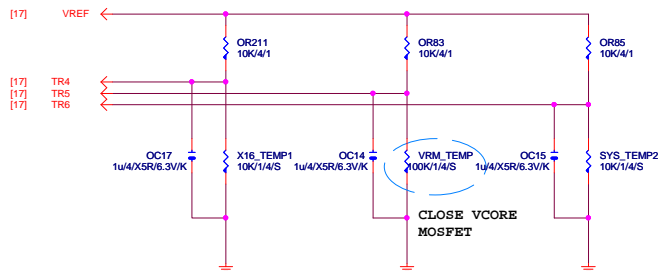 [17] VREF
OR211
10K/4/1
OR83
10K/4/1
OR85
10K/4/1
[17] TR4
[17] TR5
[17] TR6
OC17
1u/4/X5R/6.3V/K
X16_TEMP1
10K/1/4/S
OC14
1u/4/X5R/6.3V/K
VRM_TEMP
100K/1/4/S
OC15
1u/4/X5R/6.3V/K
SYS_TEMP2
10K/1/4/S
CLOSE VCORE
MOSFET